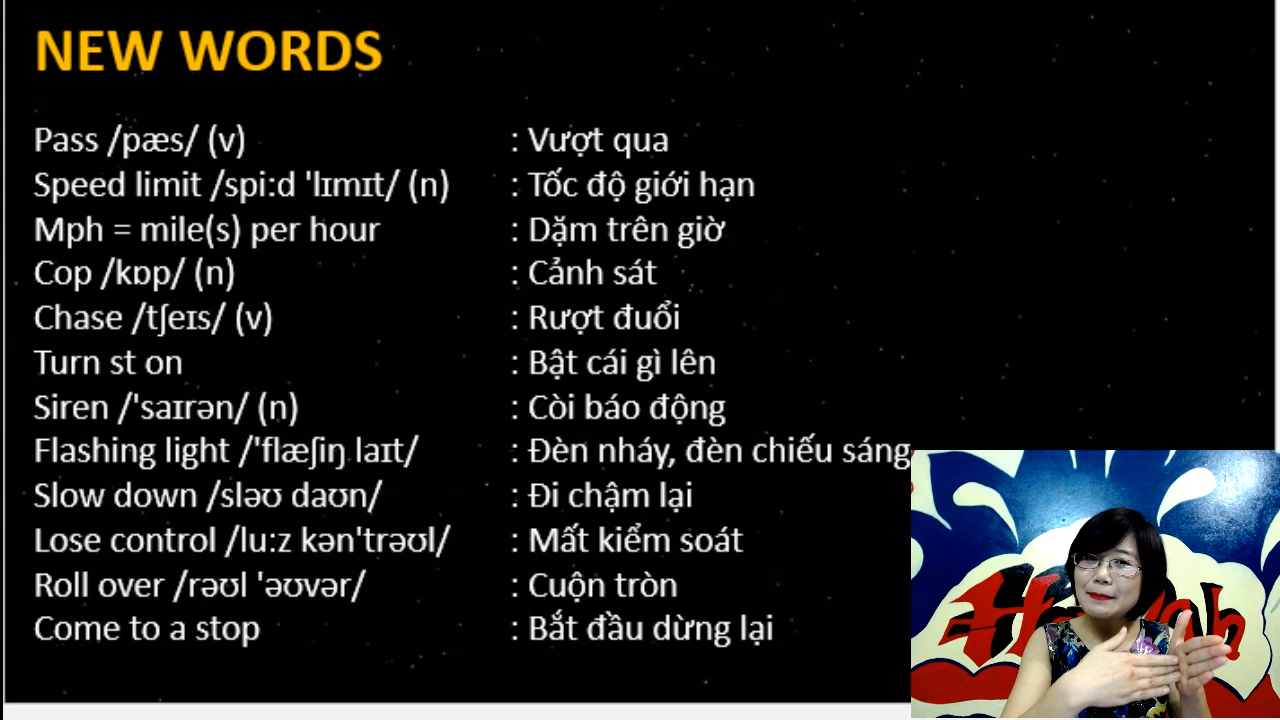 NEW WORDS
Pass /pæs/ (v) : Vượt qua
Speed limit /spiːd 'lɪmɪt/ (n) : Tốc độ giới hạn
Mph = mile(s) per hour : Dặm trên giờ
Cop /kɒp/ (n) : Cảnh sát
Chase /tʃeɪs/ (v) : Rượt đuổi
Turn st on : Bật cái gì lên
Siren /'saɪrən/ (n) : Còi báo động
Flashing light /'flæʃiŋ laɪt/ : Đèn nháy, đèn chiếu sáng
Slow down /sləʊ daʊn/ : Đi chậm lại
Lose control /luːz kən'trəʊl/ : Mất kiểm soát
Roll over /rəʊl 'əʊvər/ : Cuộn tròn
Come to a stop : Bắt đầu dừng lại